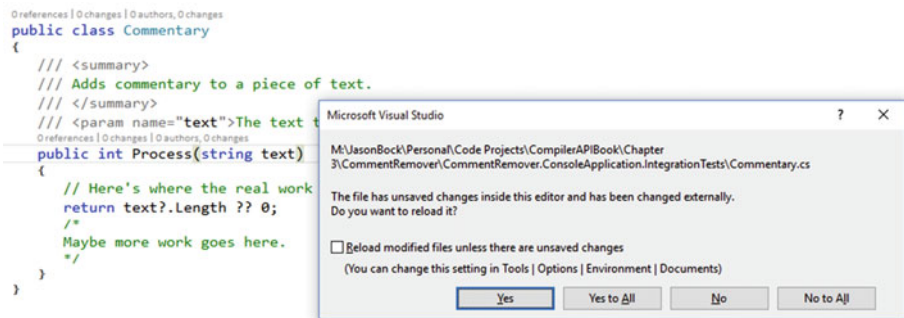 0 references | 0 changes | 0 authors, 0 changes
public class Commentary
{
/// <summary>
/// Adds commentary to a piece of text.
/// </summary>
/// <param name="text">The text t
0 references | 0 changes | 0 authors, 0 changes
public int Process(string text)
{
// Here's where the real work
return text?.Length ?? 0;
/*
Maybe more work goes here.
*/
}
}
Microsoft Visual Studio
?
X
M:\JasonBock\Personal\Code Projects\CompilerAPIBook\Chapter
3\CommentRemover\CommentRemover.ConsoleApplication.IntegrationTests\Commentary.cs
The file has unsaved changes inside this editor and has been changed externally.
Do you want to reload it?
Reload modified files unless there are unsaved changes
(You can change this setting in Tools | Options | Environment | Documents)
Yes
Yes to All
No
No to All